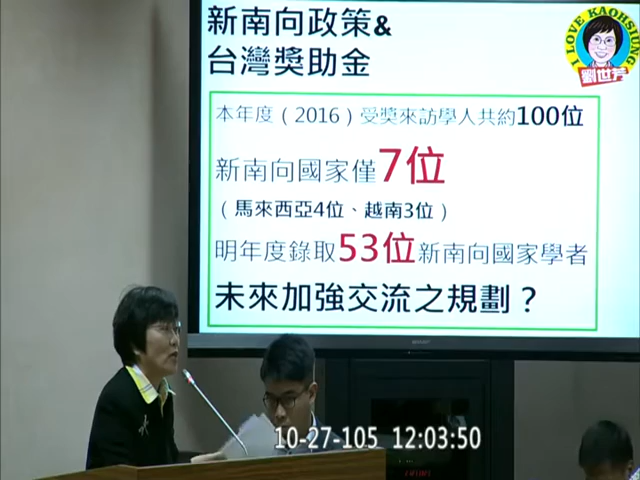 新南向政策&
台灣獎助金
I LOVE KAOHSIUNG
劉世芳
本年度（2016）受獎來訪學人共約100位
新南向國家僅7位
（馬來西亞4位、越南3位）
明年度錄取53位新南向國家學者
未來加強交流之規劃？
10-27-105 12:03:50